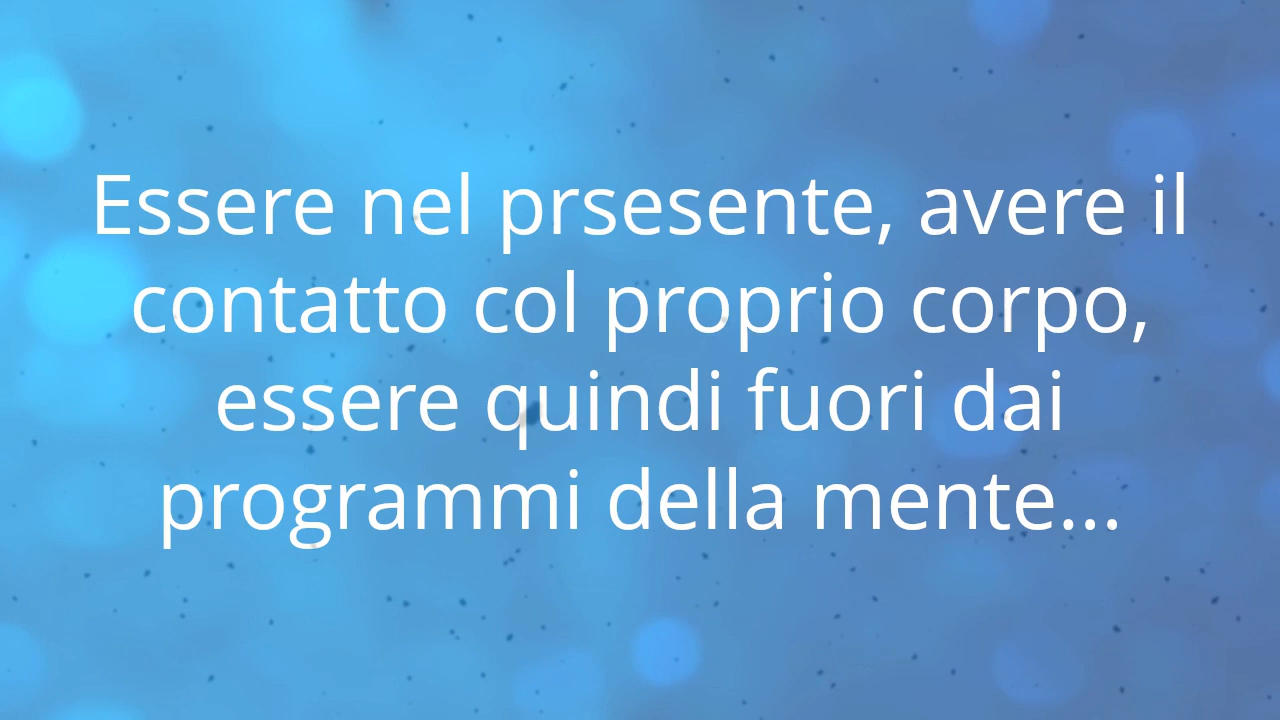 Essere nel prsesente, avere il
contatto col proprio corpo,
essere quindi fuori dai
programmi della mente...